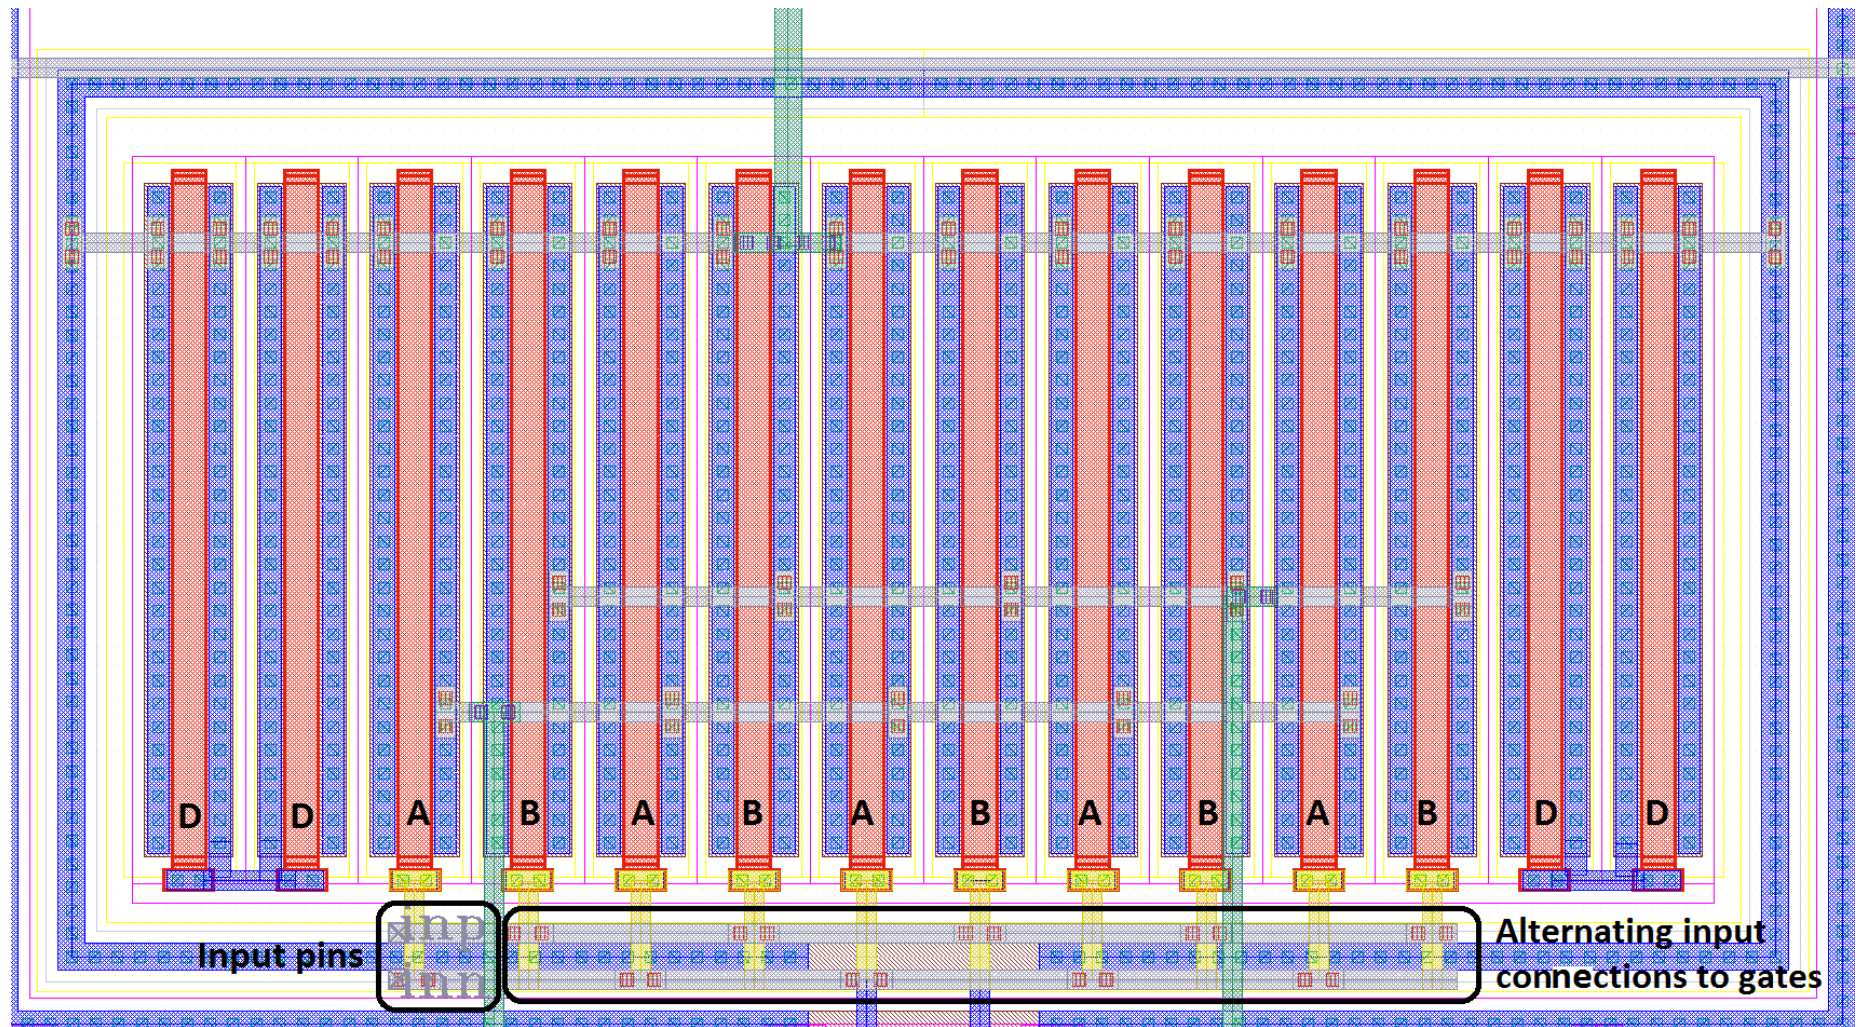 D D A B A B A B A B A B D D
inp
Input pins
inn
Alternating input
connections to gates